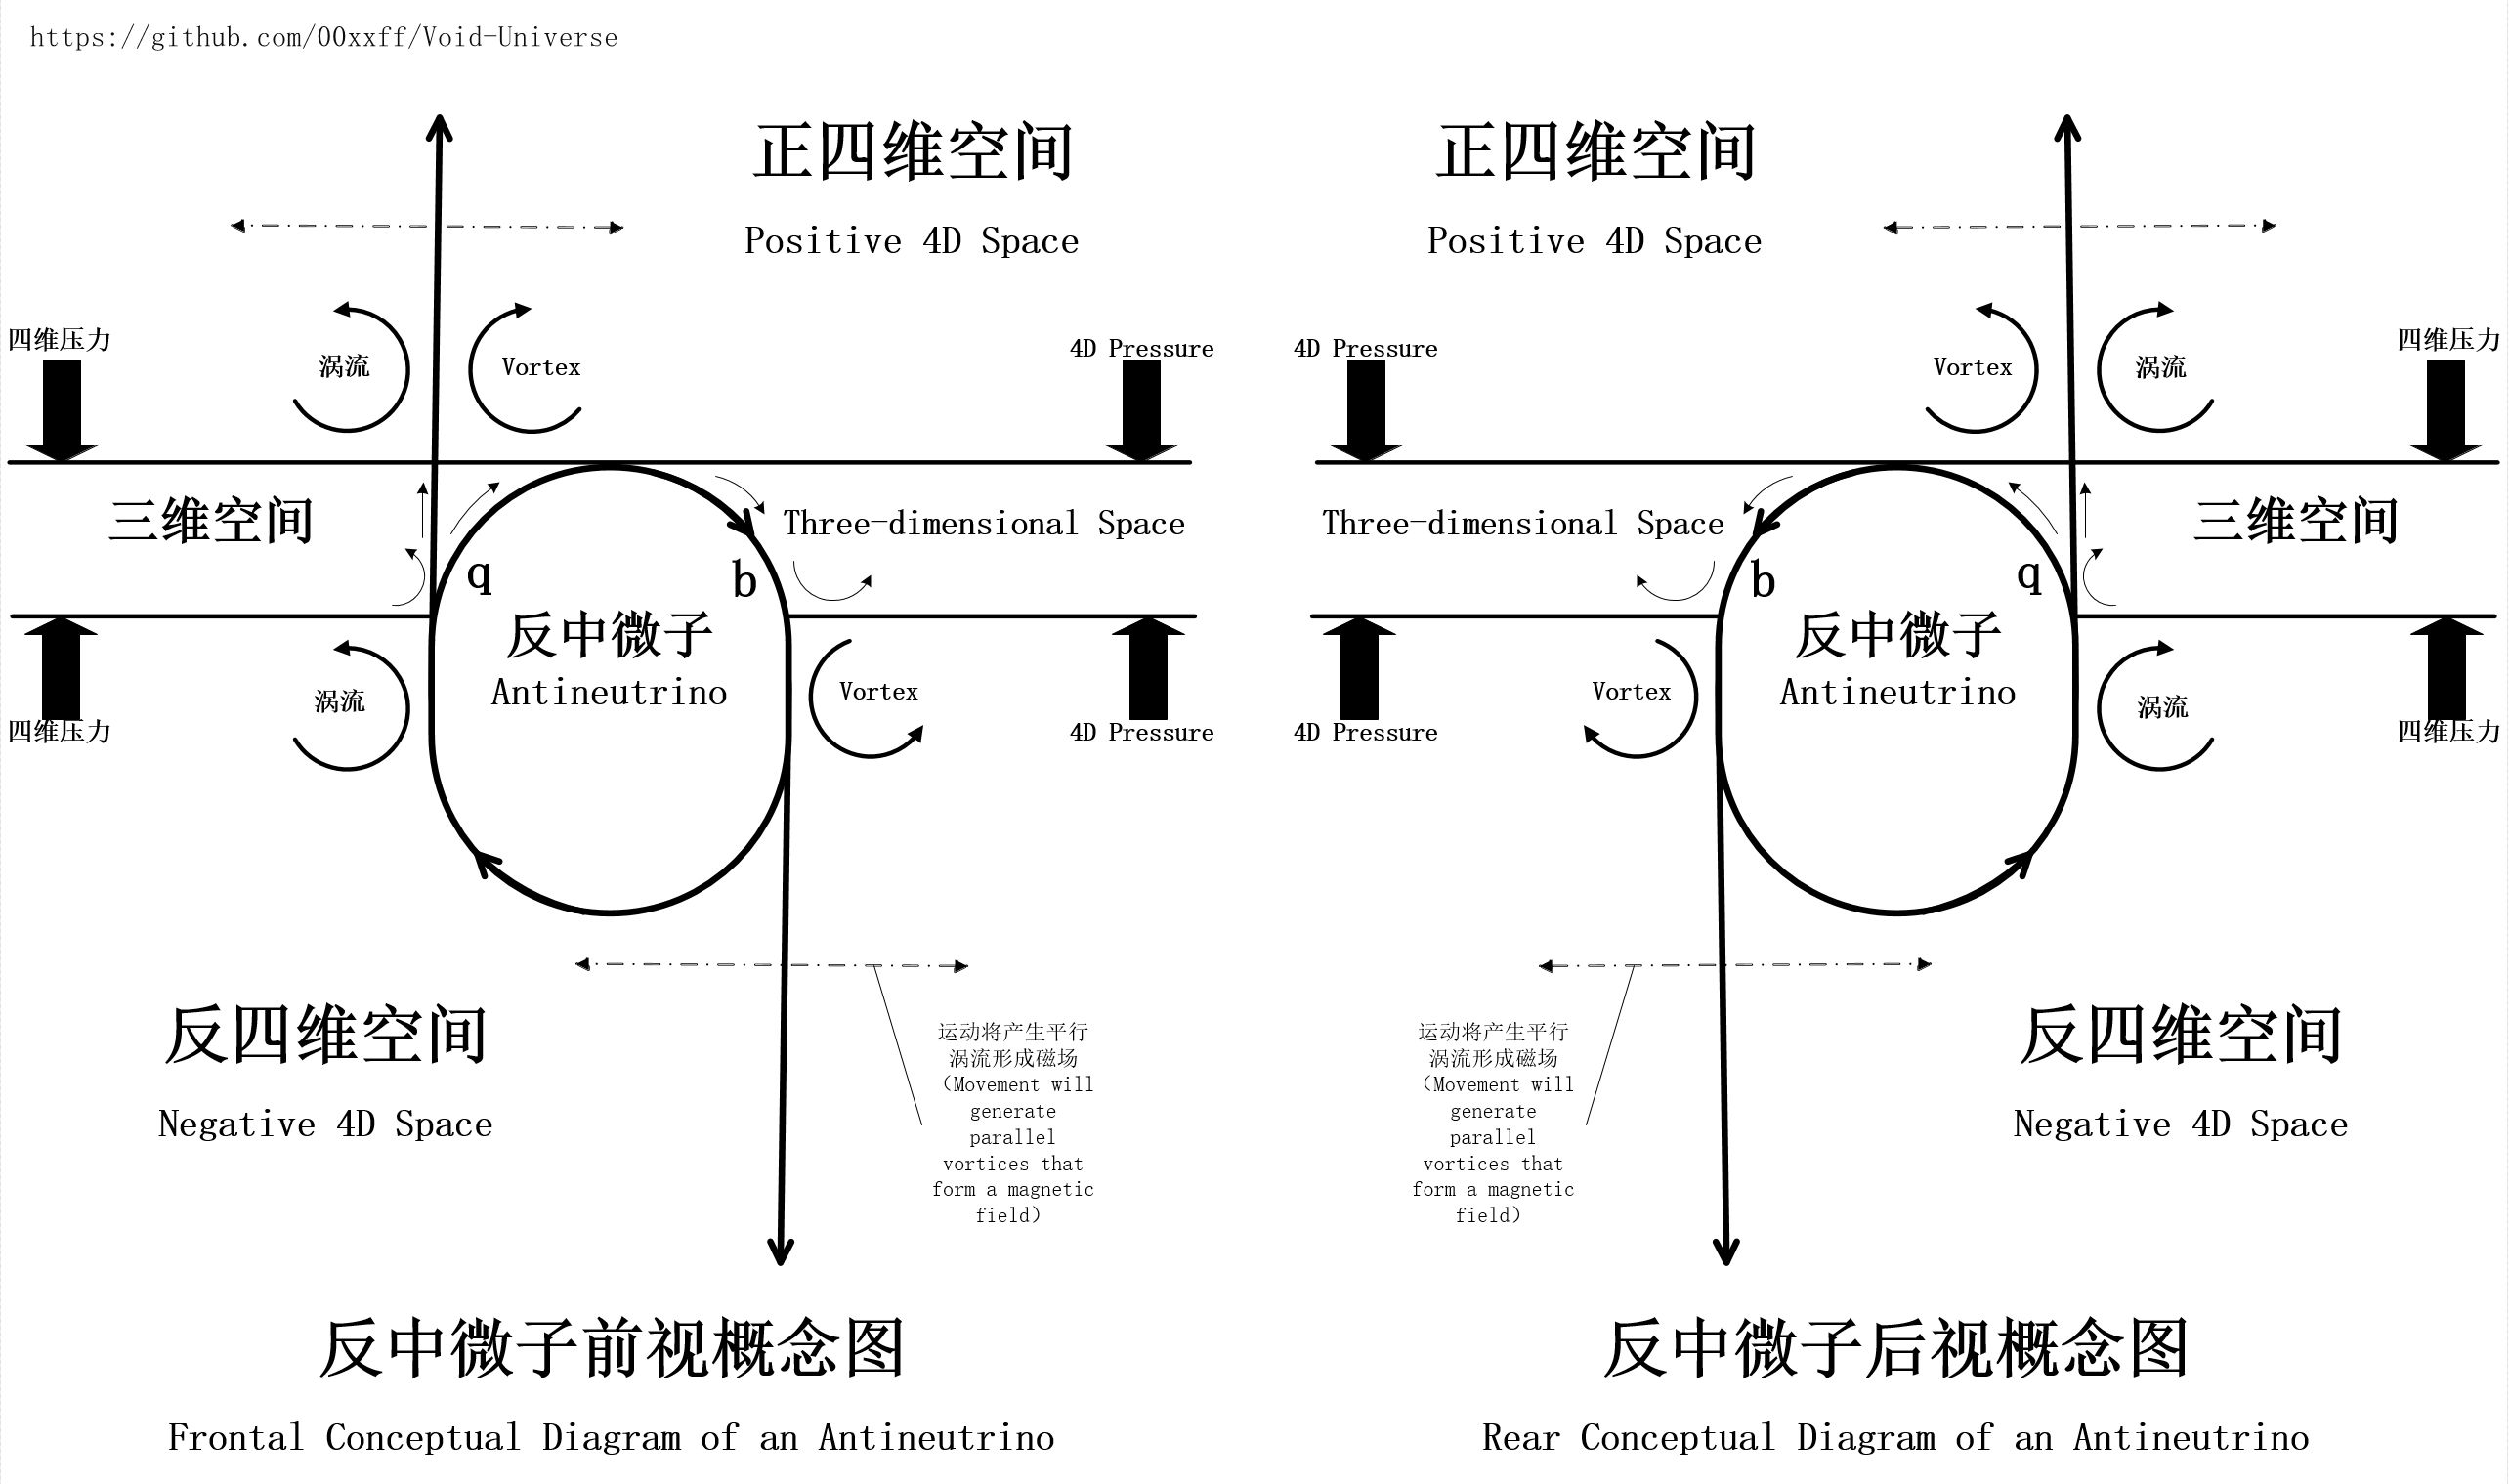 https://github.com/00xxff/Void-Universe
正四维空间
Positive 4D Space
四维压力
涡流
Vortex
4D Pressure
三维空间
Three-dimensional Space
q
b
反中微子
Antineutrino
涡流
Vortex
四维压力
4D Pressure
反四维空间
Negative 4D Space
运动将产生平行
涡流形成磁场
（Movement will
generate
parallel
vortices that
form a magnetic
field）
反中微子前视概念图
Frontal Conceptual Diagram of an Antineutrino
正四维空间
Positive 4D Space
4D Pressure
Vortex
涡流
四维压力
Three-dimensional Space
三维空间
b
q
反中微子
Antineutrino
Vortex
涡流
4D Pressure
四维压力
运动将产生平行
涡流形成磁场
（Movement will
generate
parallel
vortices that
form a magnetic
field）
反四维空间
Negative 4D Space
反中微子后视概念图
Rear Conceptual Diagram of an Antineutrino